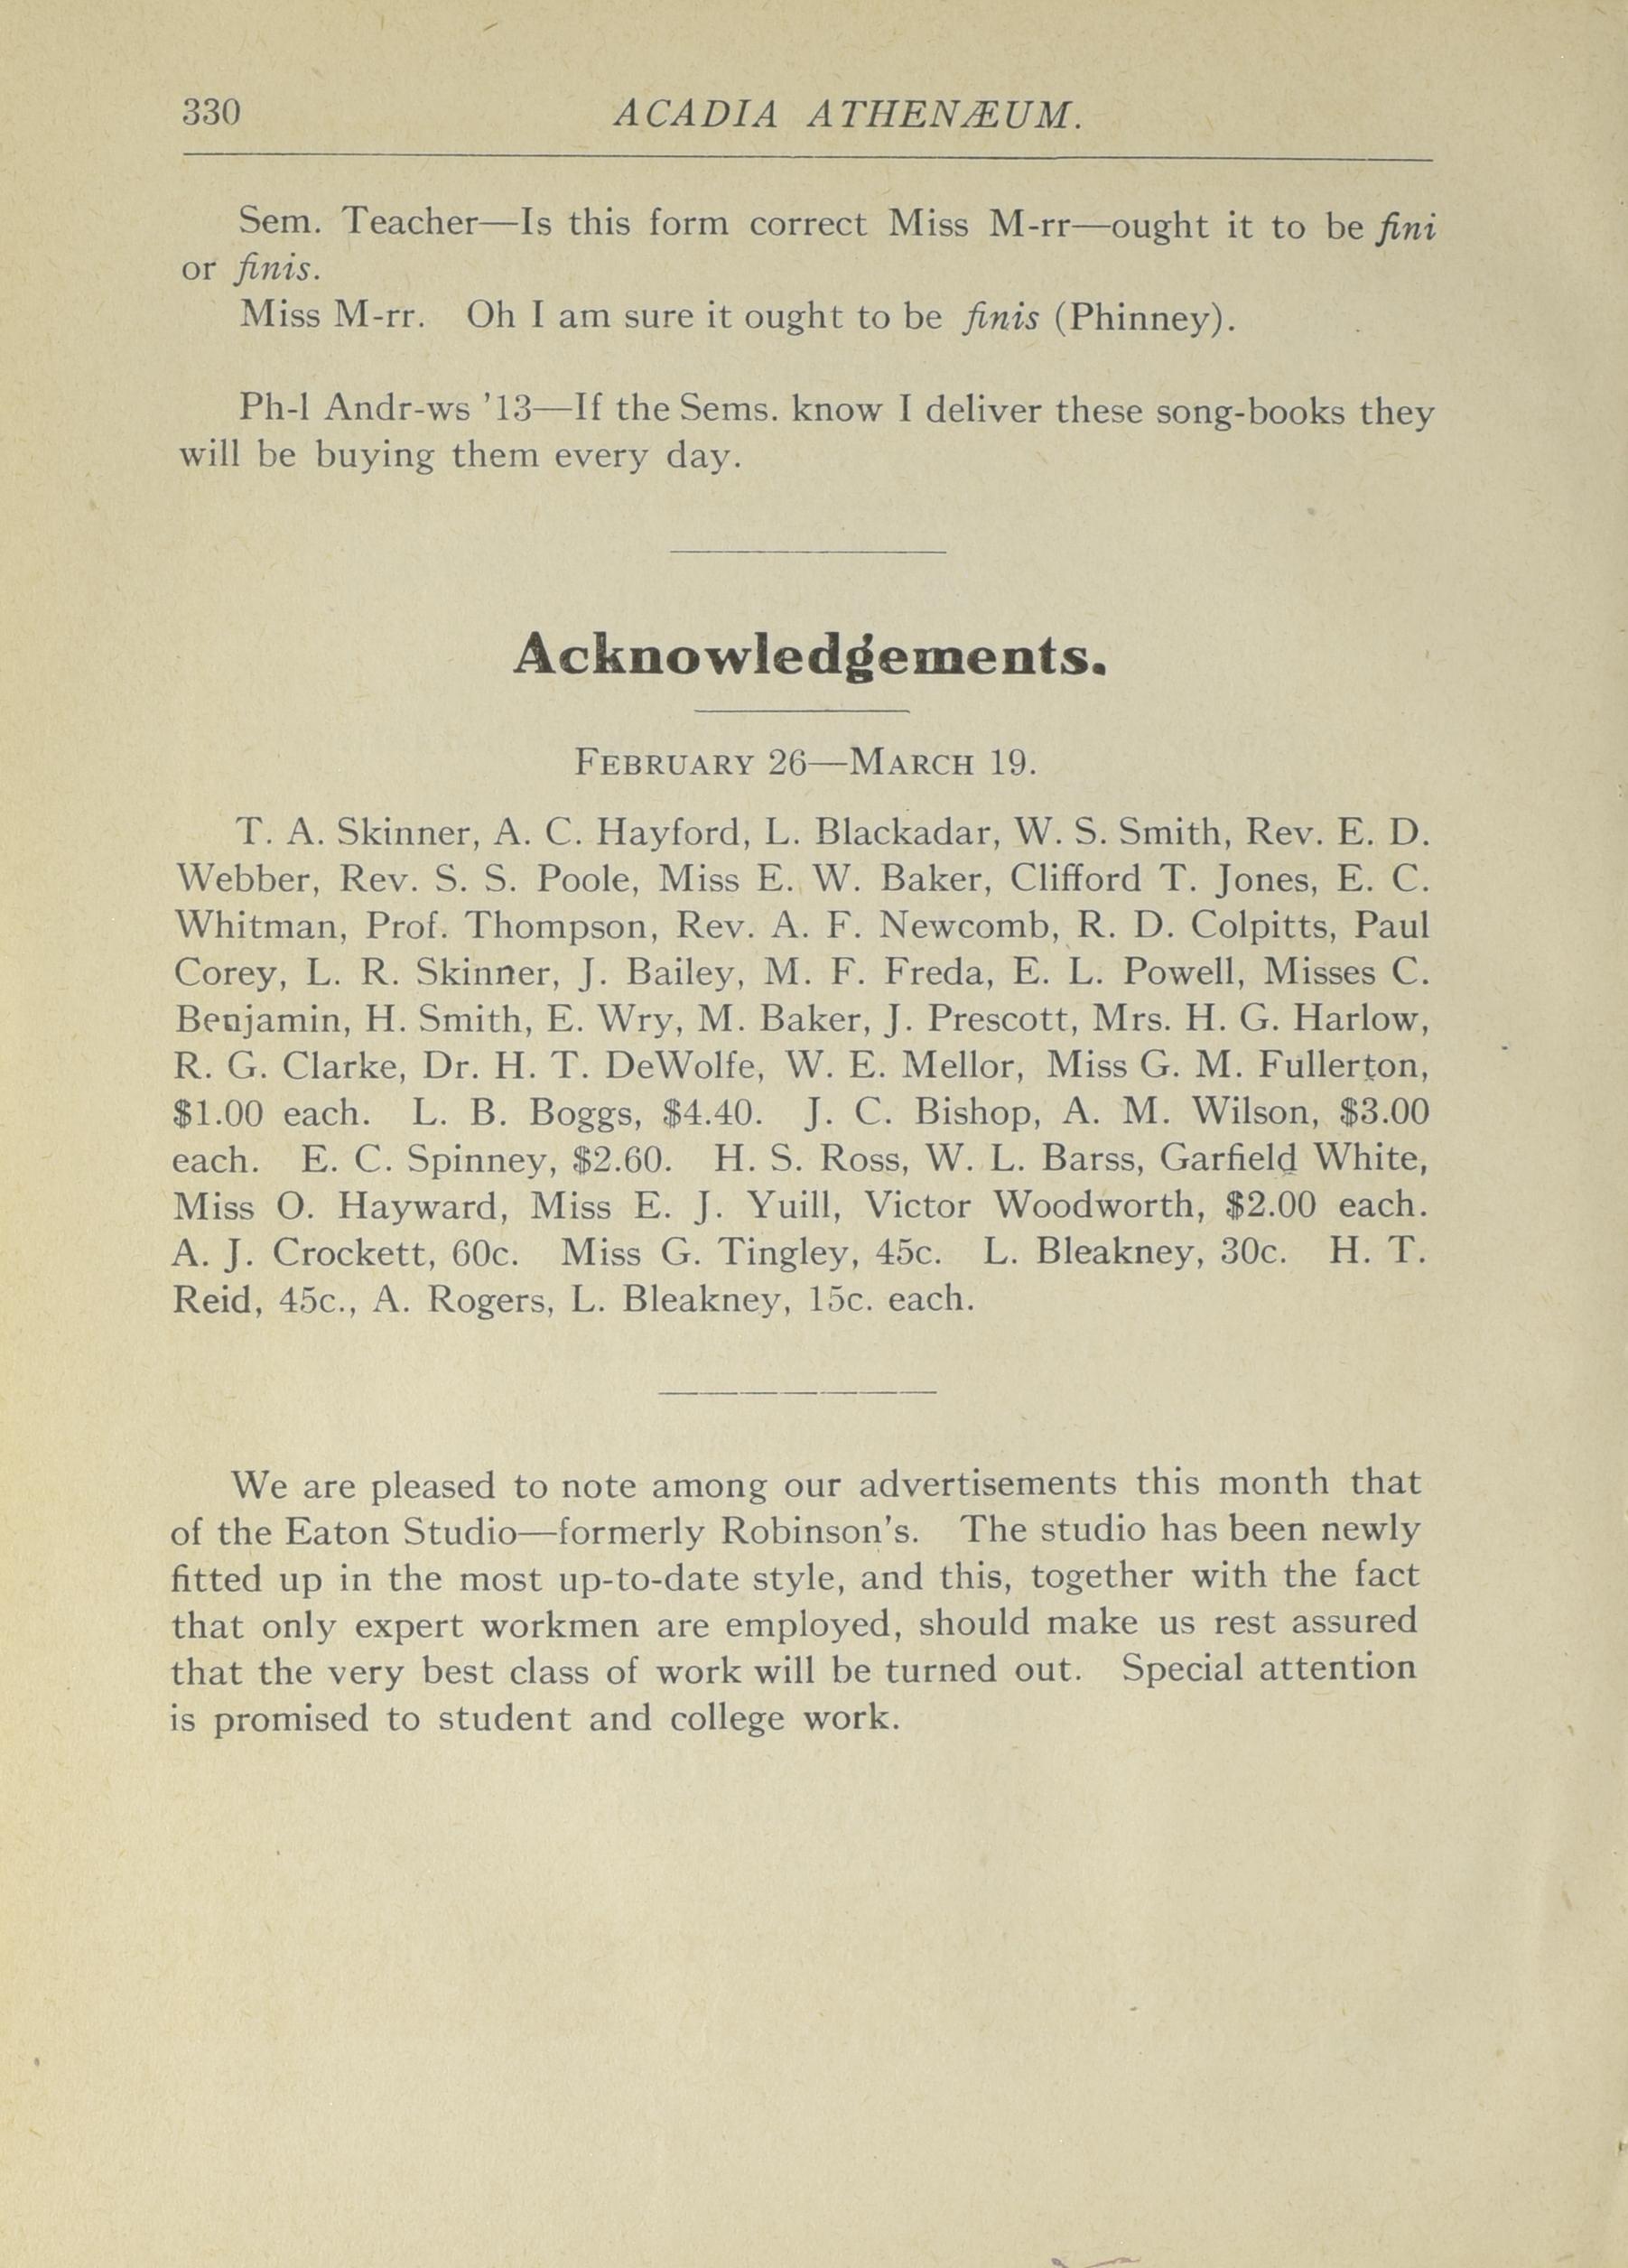 330 ACADIA ATHENÆUM.
Sem. Teacher—Is this form correct Miss M-rr—ought it to be fini
or finis.
Miss M-rr. Oh I am sure it ought to be finis (Phinney).
Ph-l Andr-ws ’13—If the Sems. know I deliver these song-books they
will be buying them every day.
Acknowledgements.
FEBRUARY 26—MARCH 19.
T. A. Skinner, A. C. Hayford, L. Blackadar, W. S. Smith, Rev. E. D.
Webber, Rev. S. S. Poole, Miss E. W. Baker, Clifford T. Jones, E. C.
Whitman, Prof. Thompson, Rev. A. F. Newcomb, R. D. Colpitts, Paul
Corey, L. R. Skinner, J. Bailey, M. F. Freda, E. L. Powell, Misses C.
Benjamin, H. Smith, E. Wry, M. Baker, J. Prescott, Mrs. H. G. Harlow,
R. G. Clarke, Dr. H. T. DeWolfe, W. E. Mellor, Miss G. M. Fullerton,
$1.00 each. L. B. Boggs, $4.40. J. C. Bishop, A. M. Wilson, $3.00
each. E. C. Spinney, $2.60. H. S. Ross, W. L. Barss, Garfield White,
Miss O. Hayward, Miss E. J. Yuill, Victor Woodworth, $2.00 each.
A. J. Crockett, 60c. Miss G. Tingley, 45c. L. Bleakney, 30c. H. T.
Reid, 45c., A. Rogers, L. Bleakney, 15c. each.
We are pleased to note among our advertisements this month that
of the Eaton Studio—formerly Robinson's. The studio has been newly
fitted up in the most up-to-date style, and this, together with the fact
that only expert workmen are employed, should make us rest assured
that the very best class of work will be turned out. Special attention
is promised to student and college work.